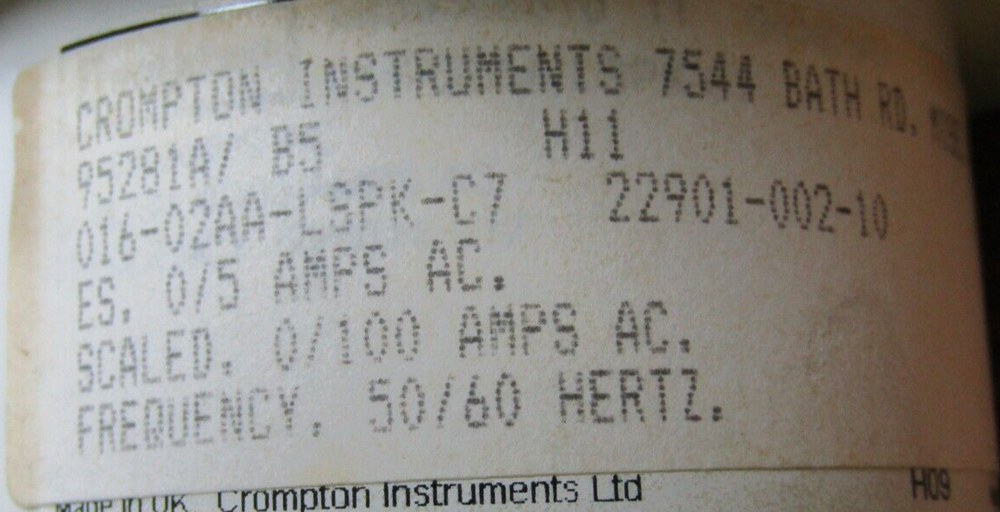 CROMPTON INSTRUMENTS 7544 BATH RD.
95281A/ B5 H11
016-02AA-LSPK-C7 22901-002-10
ES. 0/5 AMPS AC.
SCALED. 0/100 AMPS AC.
FREQUENCY. 50/60 HERTZ.
Made in UK Crompton Instruments Ltd H09